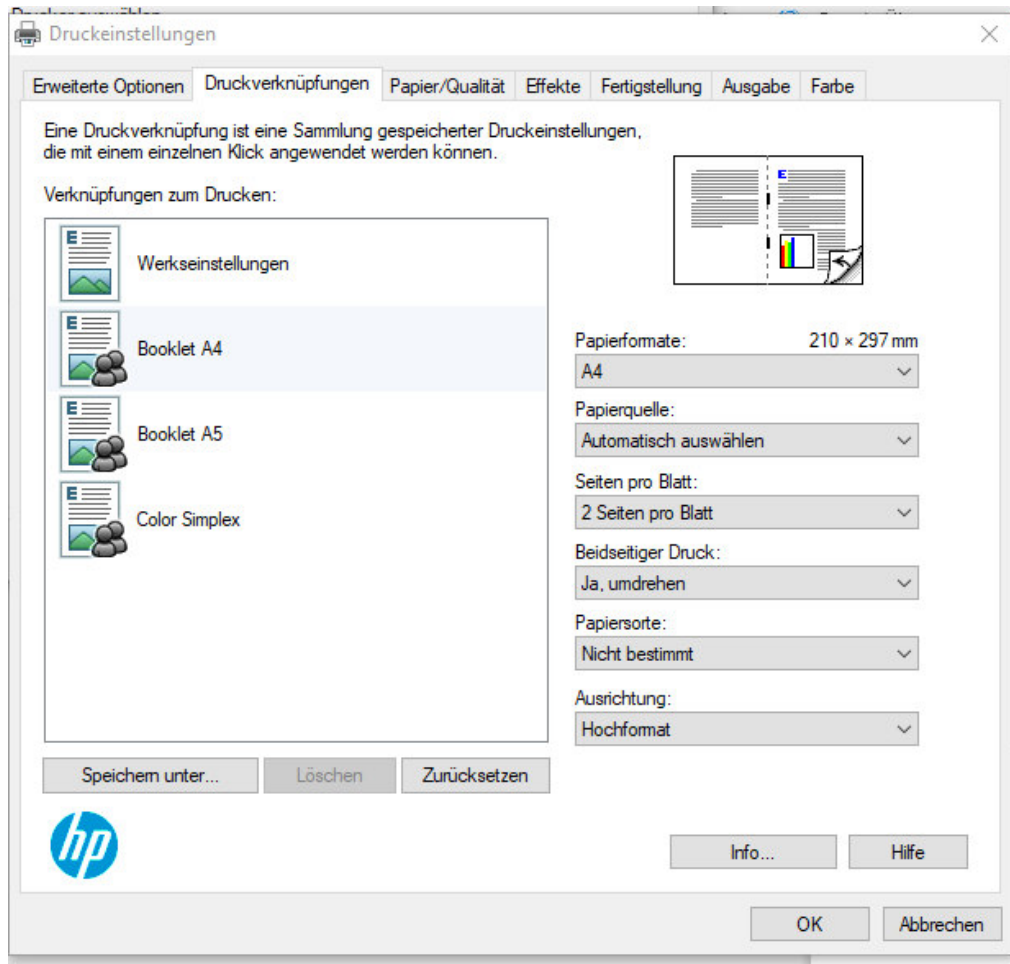 Drucker auswählen
Druckeinstellungen
Erweiterte Optionen Druckverknüpfungen Papier/Qualität Effekte Fertigstellung Ausgabe Farbe
Eine Druckverknüpfung ist eine Sammlung gespeicherter Druckeinstellungen,
die mit einem einzelnen Klick angewendet werden können.
Verknüpfungen zum Drucken:
E
Werkseinstellungen
E
Booklet A4
E
Booklet A5
E
Color Simplex
Speichern unter... Löschen Zurücksetzen
hp
E
Papierformate: 210 × 297 mm
A4
Papierquelle:
Automatisch auswählen
Seiten pro Blatt:
2 Seiten pro Blatt
Beidseitiger Druck:
Ja, umdrehen
Papiersorte:
Nicht bestimmt
Ausrichtung:
Hochformat
Info... Hilfe
OK Abbrechen